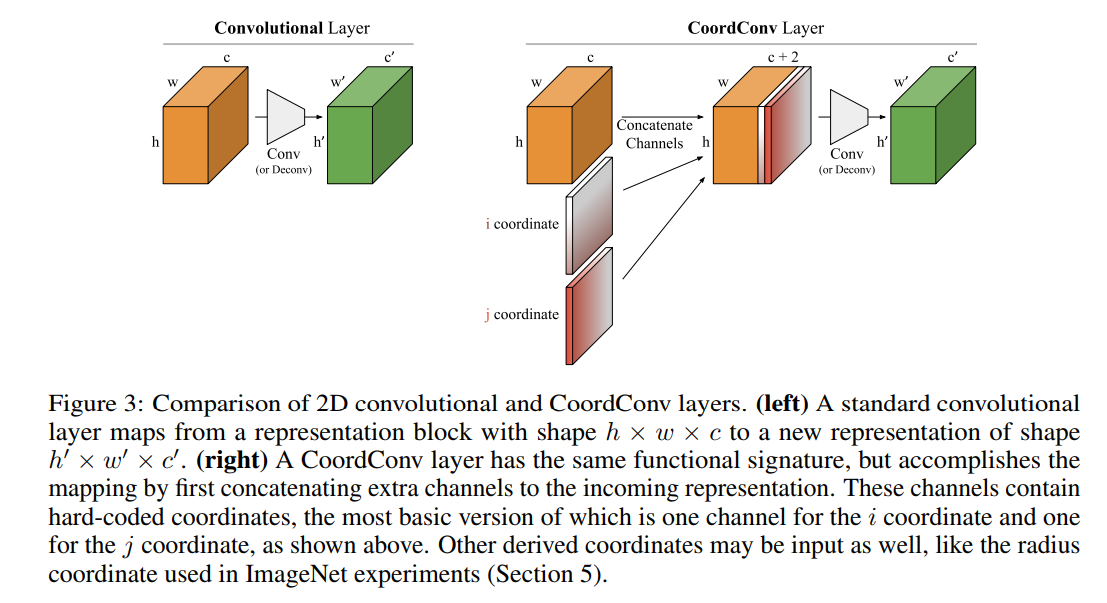 Convolutional Layer
c
w
h
Conv
(or Deconv)
c′
w′
h′
CoordConv Layer
c
w
h
i coordinate
j coordinate
Concatenate
Channels
c + 2
w
h
Conv
(or Deconv)
c′
w′
h′
Figure 3: Comparison of 2D convolutional and CoordConv layers. (left) A standard convolutional
layer maps from a representation block with shape h × w × c to a new representation of shape
h′ × w′ × c′. (right) A CoordConv layer has the same functional signature, but accomplishes the
mapping by first concatenating extra channels to the incoming representation. These channels contain
hard-coded coordinates, the most basic version of which is one channel for the i coordinate and one
for the j coordinate, as shown above. Other derived coordinates may be input as well, like the radius
coordinate used in ImageNet experiments (Section 5).